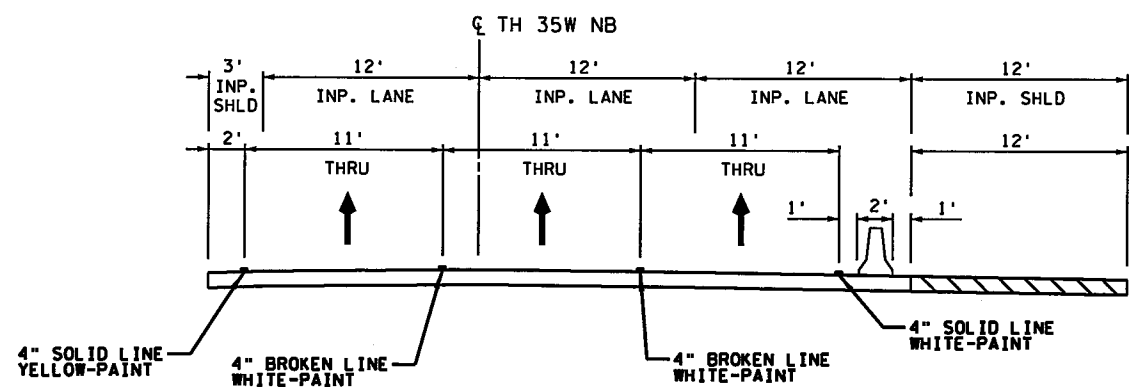 ℄ TH 35W NB
3' 12' 12' 12' 12'
INP. SHLD INP. LANE INP. LANE INP. LANE INP. SHLD
2' 11' 11' 11' 12'
THRU THRU THRU
1' 2' 1'
4" SOLID LINE
YELLOW-PAINT
4" BROKEN LINE
WHITE-PAINT
4" BROKEN LINE
WHITE-PAINT
4" SOLID LINE
WHITE-PAINT